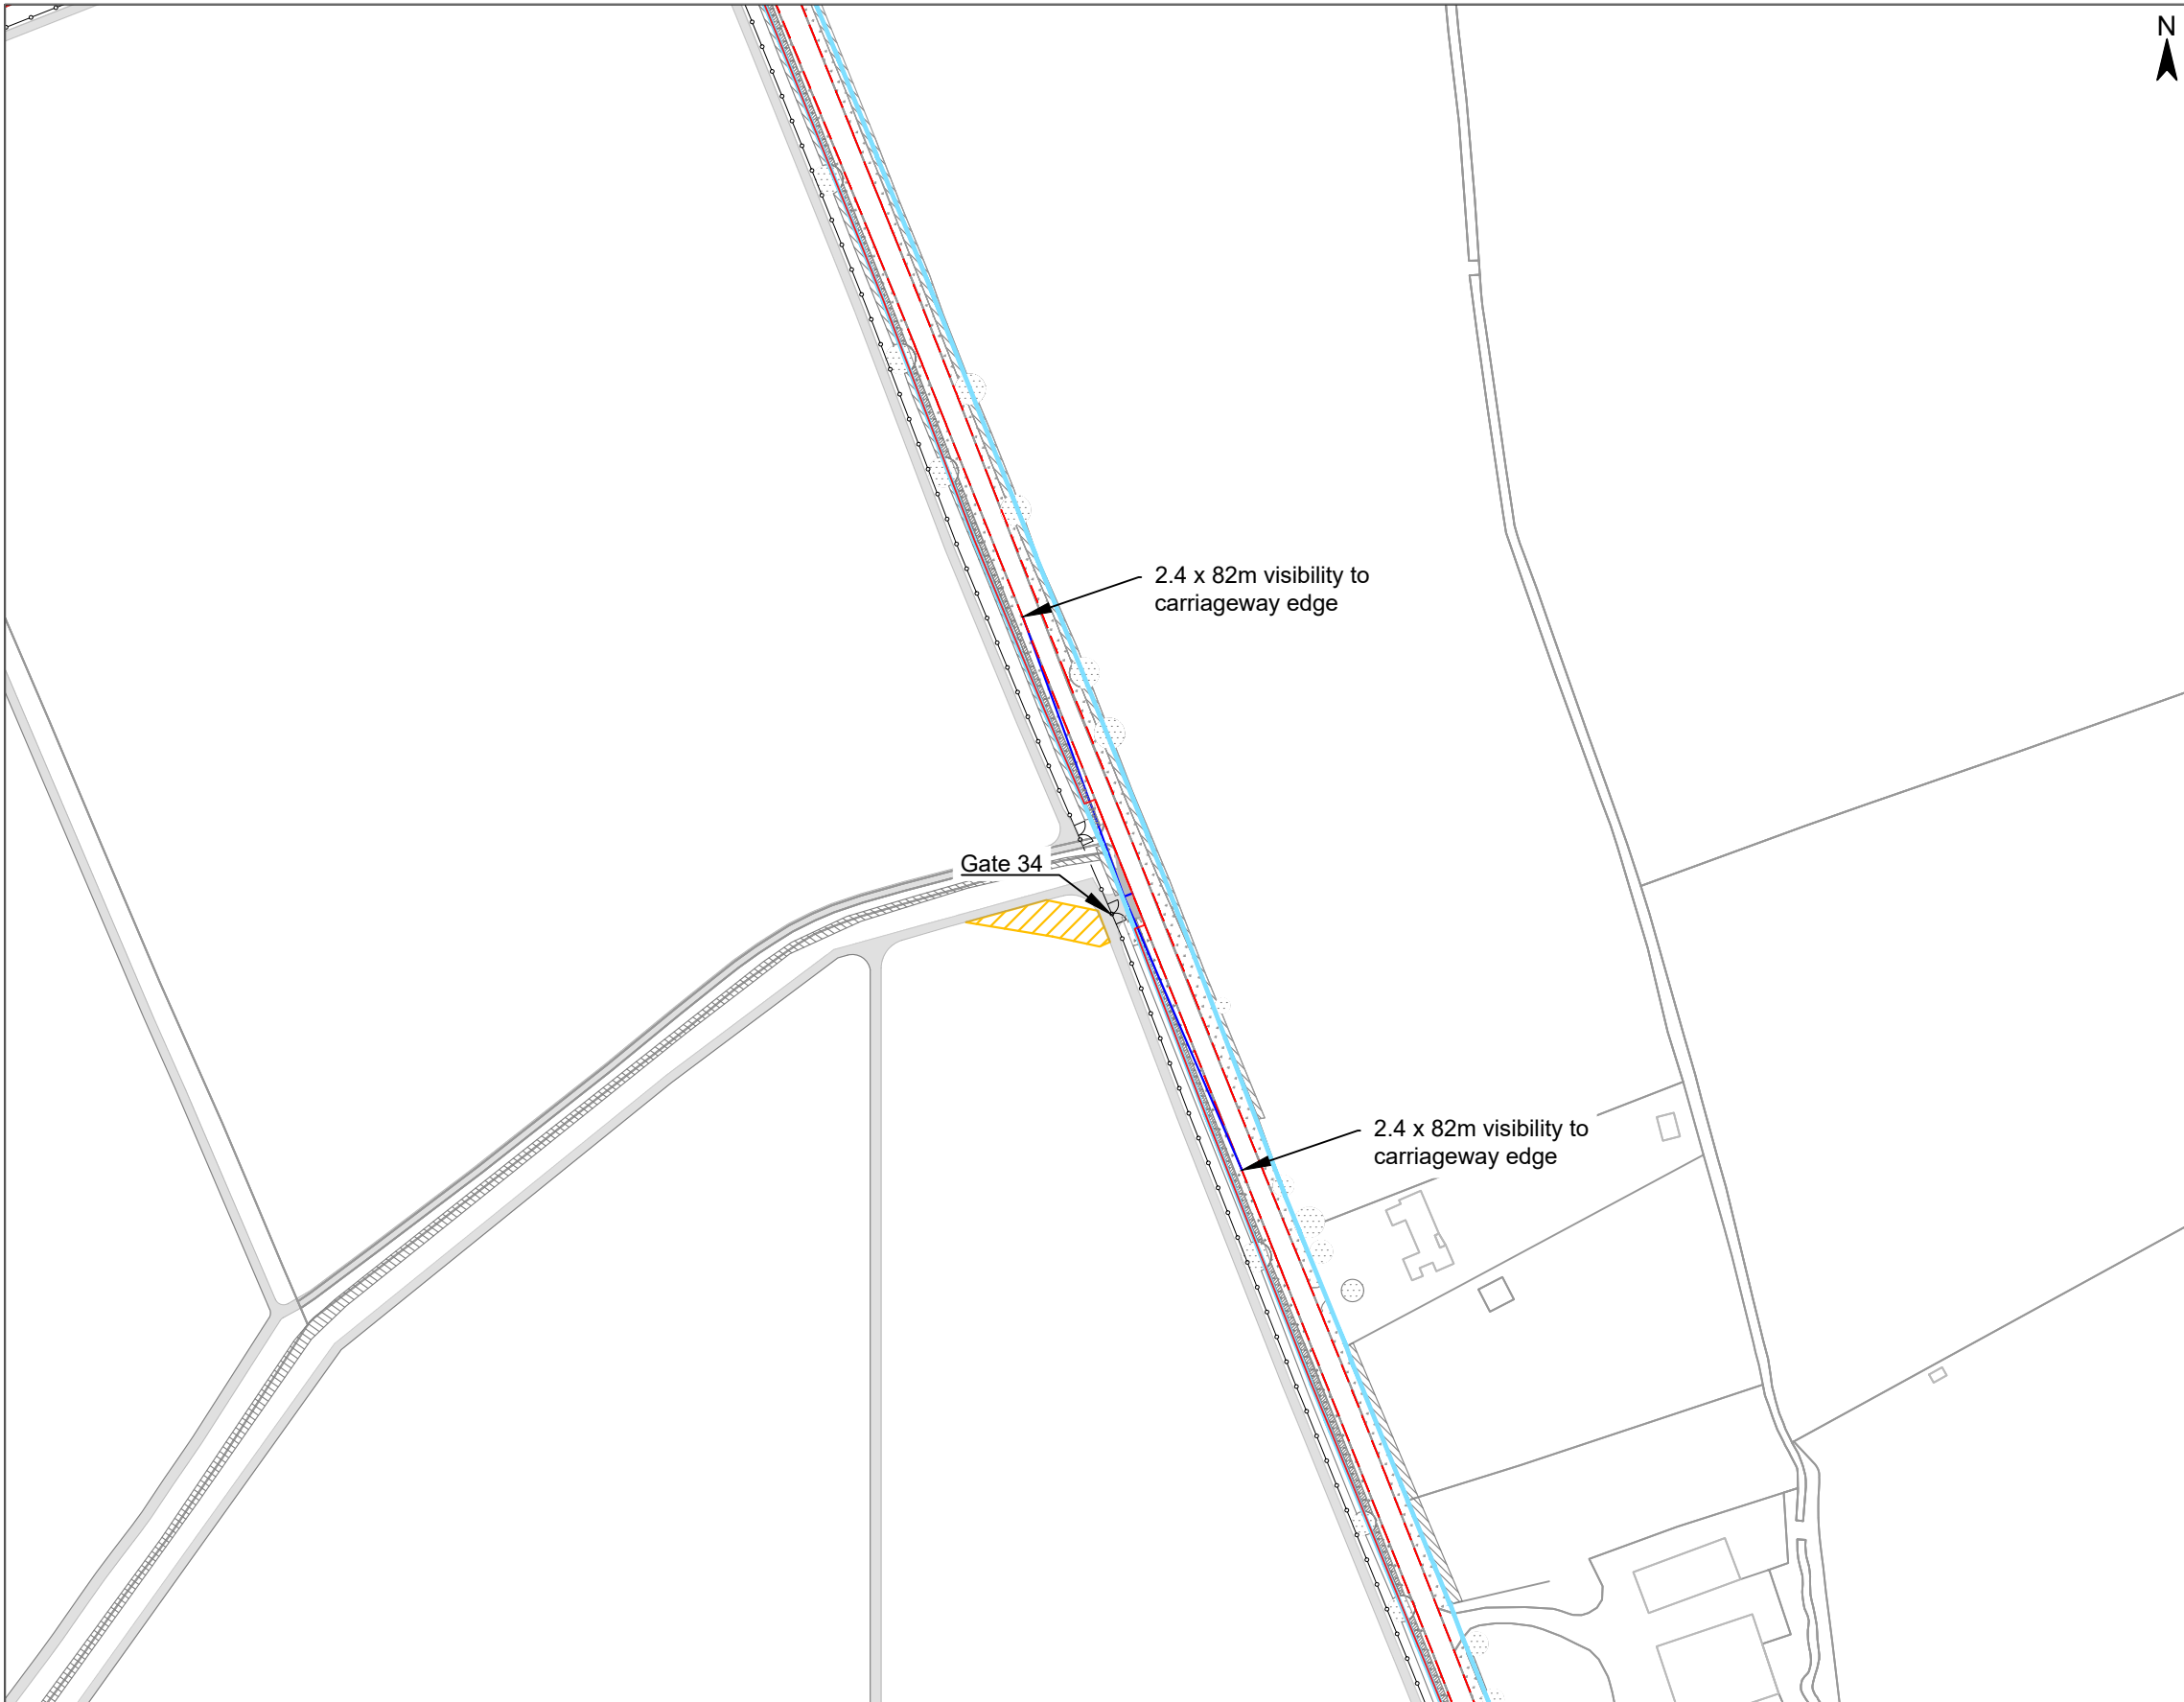 N
2.4 x 82m visibility to
carriageway edge
Gate 34
2.4 x 82m visibility to
carriageway edge